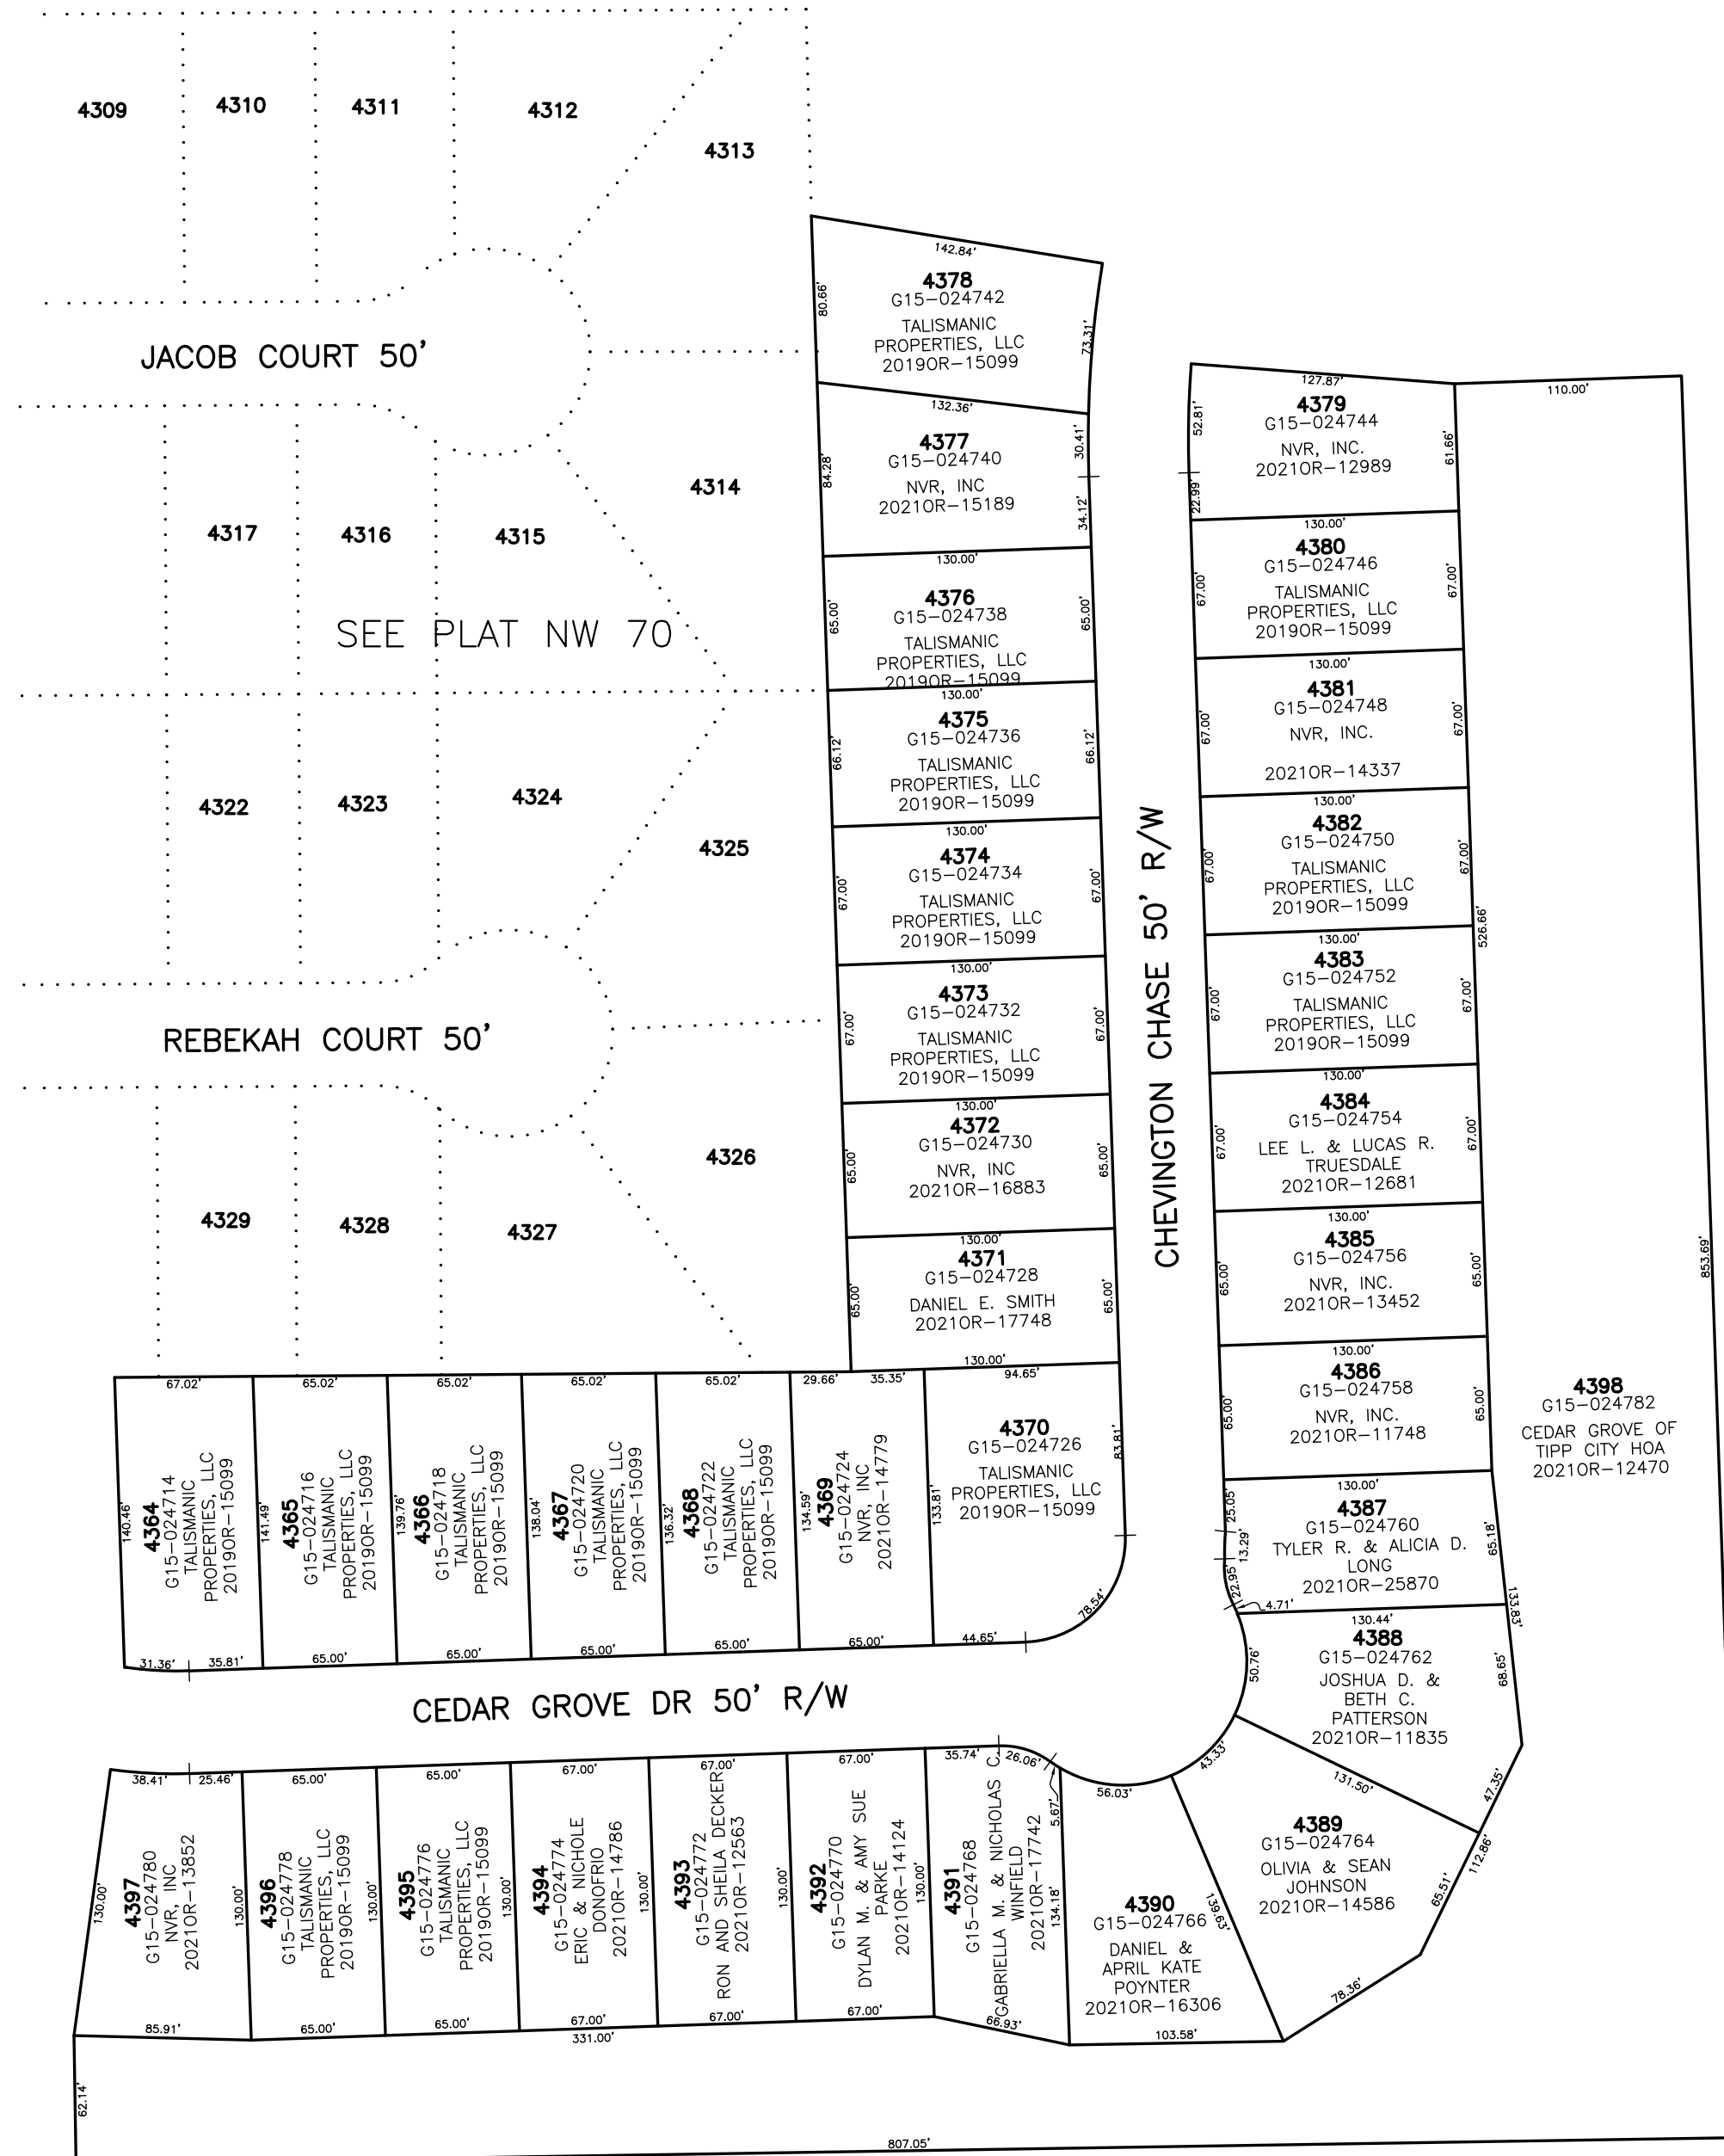 4309
4310
4311
4312
4313
JACOB COURT 50'
4317
4316
4315
4314
SEE PLAT NW 70
4322
4323
4324
4325
REBEKAH COURT 50'
4329
4328
4327
4326
142.84'
80.66'
4378
G15-024742
TALISMANIC
PROPERTIES, LLC
2019OR-15099
73.31'
132.36'
84.28'
4377
G15-024740
NVR, INC
2021OR-15189
30.41'
34.12'
130.00'
65.00'
4376
G15-024738
TALISMANIC
PROPERTIES, LLC
2019OR-15099
65.00'
130.00'
66.12'
4375
G15-024736
TALISMANIC
PROPERTIES, LLC
2019OR-15099
66.12'
130.00'
67.00'
4374
G15-024734
TALISMANIC
PROPERTIES, LLC
2019OR-15099
67.00'
130.00'
67.00'
4373
G15-024732
TALISMANIC
PROPERTIES, LLC
2019OR-15099
67.00'
130.00'
65.00'
4372
G15-024730
NVR, INC
2021OR-16883
65.00'
130.00'
65.00'
4371
G15-024728
DANIEL E. SMITH
2021OR-17748
65.00'
130.00'
CHEVINGTON CHASE 50' R/W
127.87'
52.81'
22.99'
4379
G15-024744
NVR, INC.
2021OR-12989
61.66'
110.00'
130.00'
67.00'
4380
G15-024746
TALISMANIC
PROPERTIES, LLC
2019OR-15099
67.00'
130.00'
67.00'
4381
G15-024748
NVR, INC.
2021OR-14337
67.00'
130.00'
67.00'
4382
G15-024750
TALISMANIC
PROPERTIES, LLC
2019OR-15099
67.00'
526.66'
130.00'
67.00'
4383
G15-024752
TALISMANIC
PROPERTIES, LLC
2019OR-15099
67.00'
130.00'
67.00'
4384
G15-024754
LEE L. & LUCAS R.
TRUESDALE
2021OR-12681
67.00'
130.00'
65.00'
4385
G15-024756
NVR, INC.
2021OR-13452
65.00'
130.00'
65.00'
4386
G15-024758
NVR, INC.
2021OR-11748
65.00'
130.00'
25.05'
13.29'
22.95'
4.71'
4387
G15-024760
TYLER R. & ALICIA D.
LONG
2021OR-25870
65.18'
133.83'
130.44'
50.76'
4388
G15-024762
JOSHUA D. &
BETH C.
PATTERSON
2021OR-11835
68.65'
47.35'
43.33'
131.50'
4389
G15-024764
OLIVIA & SEAN
JOHNSON
2021OR-14586
112.86'
65.51'
78.36'
139.63'
853.69'
4398
G15-024782
CEDAR GROVE OF
TIPP CITY HOA
2021OR-12470
67.02'
140.46'
4364
G15-024714
TALISMANIC
PROPERTIES, LLC
2019OR-15099
31.36'
35.81'
65.02'
141.49'
4365
G15-024716
TALISMANIC
PROPERTIES, LLC
2019OR-15099
65.00'
65.02'
139.76'
4366
G15-024718
TALISMANIC
PROPERTIES, LLC
2019OR-15099
65.00'
65.02'
138.04'
4367
G15-024720
TALISMANIC
PROPERTIES, LLC
2019OR-15099
65.00'
65.02'
136.32'
4368
G15-024722
TALISMANIC
PROPERTIES, LLC
2019OR-15099
65.00'
29.66'
35.35'
134.59'
4369
G15-024724
NVR, INC
2021OR-14779
65.00'
94.65'
133.81'
4370
G15-024726
TALISMANIC
PROPERTIES, LLC
2019OR-15099
83.81'
78.54'
44.65'
CEDAR GROVE DR 50' R/W
38.41'
25.46'
130.00'
4397
G15-024780
NVR, INC
2021OR-13852
85.91'
65.00'
130.00'
4396
G15-024778
TALISMANIC
PROPERTIES, LLC
2019OR-15099
65.00'
65.00'
130.00'
4395
G15-024776
TALISMANIC
PROPERTIES, LLC
2019OR-15099
65.00'
67.00'
130.00'
4394
G15-024774
ERIC & NICHOLE
DONOFRIO
2021OR-14786
67.00'
67.00'
130.00'
4393
G15-024772
RON AND SHEILA DECKER
2021OR-12563
67.00'
67.00'
130.00'
4392
G15-024770
DYLAN M. & AMY SUE
PARKE
2021OR-14124
67.00'
35.74'
26.06'
130.00'
4391
G15-024768
GABRIELLA M. & NICHOLAS C.
WINFIELD
2021OR-17742
5.67'
134.18'
66.93'
56.03'
4390
G15-024766
DANIEL &
APRIL KATE
POYNTER
2021OR-16306
103.58'
331.00'
62.14'
807.05'